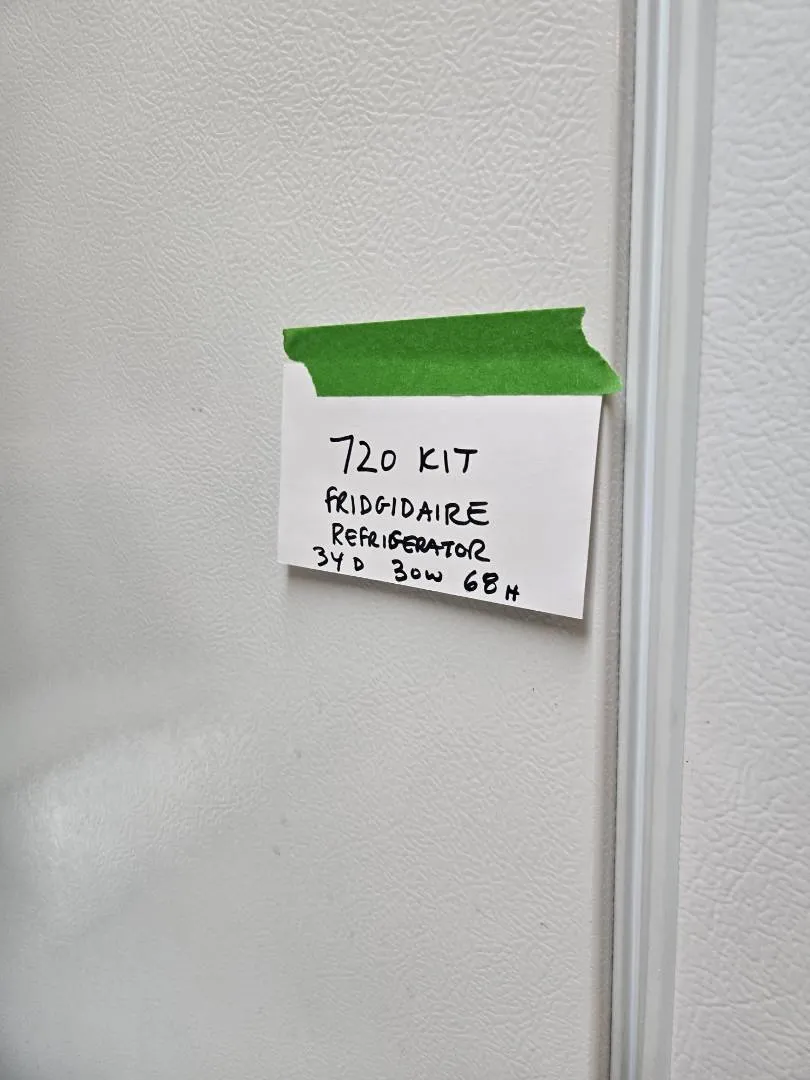 720 KIT
FRIDGIDAIRE
REFRIGERATOR
34D 30W 68H